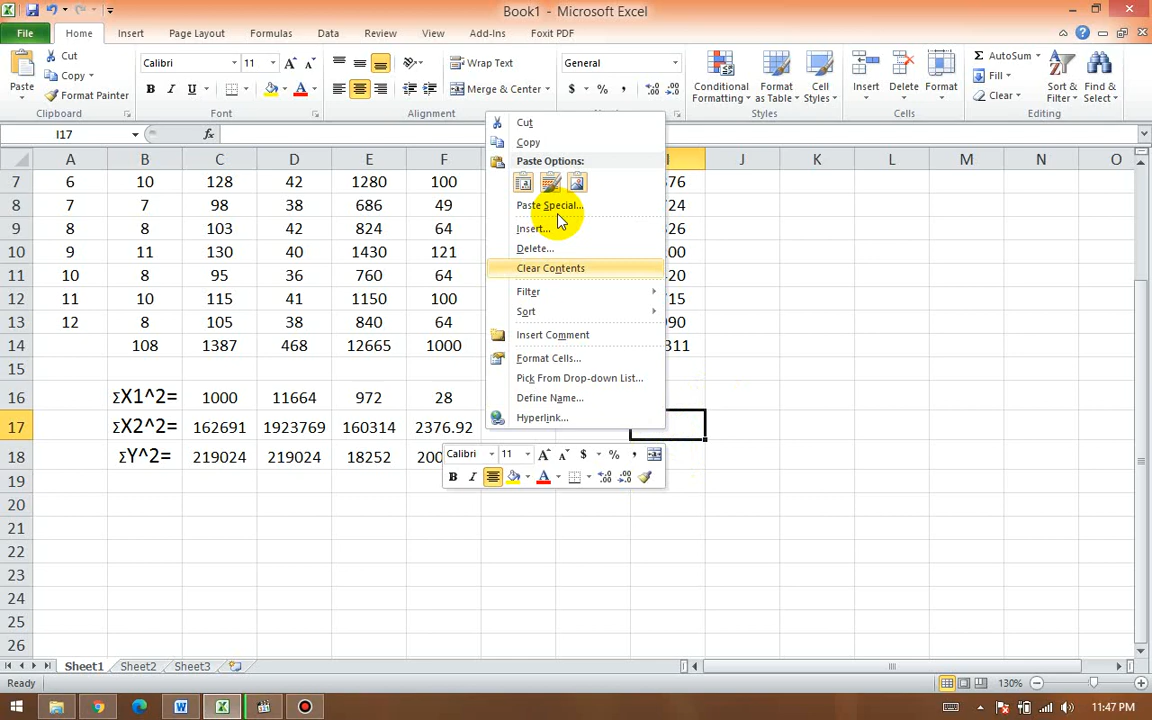 Book1 - Microsoft Excel
File Home Insert Page Layout Formulas Data Review View Add-Ins Foxit PDF
Paste
Cut
Copy
Format Painter
Clipboard
Calibri 11
B I U
Font
Wrap Text
Merge & Center
Alignment
General
$ % ,
Conditional Formatting
Format as Table
Cell Styles
Styles
Insert Delete Format
Cells
AutoSum
Fill
Clear
Sort & Filter
Find & Select
Editing
I17 fx
A B C D E F I J K L M N O
7 6 10 128 42 1280 100 376
8 7 7 98 38 686 49 724
9 8 8 103 42 824 64 326
10 9 11 130 40 1430 121 00
11 10 8 95 36 760 64 420
12 11 10 115 41 1150 100 715
13 12 8 105 38 840 64 990
14 108 1387 468 12665 1000 311
15
16 ΣX1^2= 1000 11664 972 28
17 ΣX2^2= 162691 1923769 160314 2376.92
18 ΣY^2= 219024 219024 18252 200
19
20
21
22
23
24
25
26
Cut
Copy
Paste Options:
Paste Special...
Insert...
Delete...
Clear Contents
Filter
Sort
Insert Comment
Format Cells...
Pick From Drop-down List...
Define Name...
Hyperlink...
Calibri 11 A A $ % ,
B I A
Sheet1 Sheet2 Sheet3
Ready 130%
11:47 PM